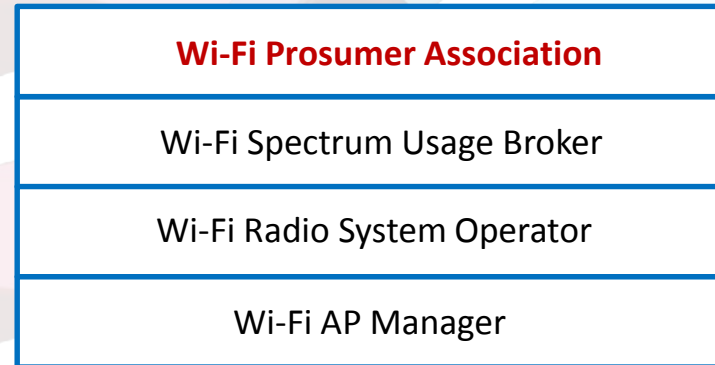 Wi-Fi Prosumer Association
Wi-Fi Spectrum Usage Broker
Wi-Fi Radio System Operator
Wi-Fi AP Manager